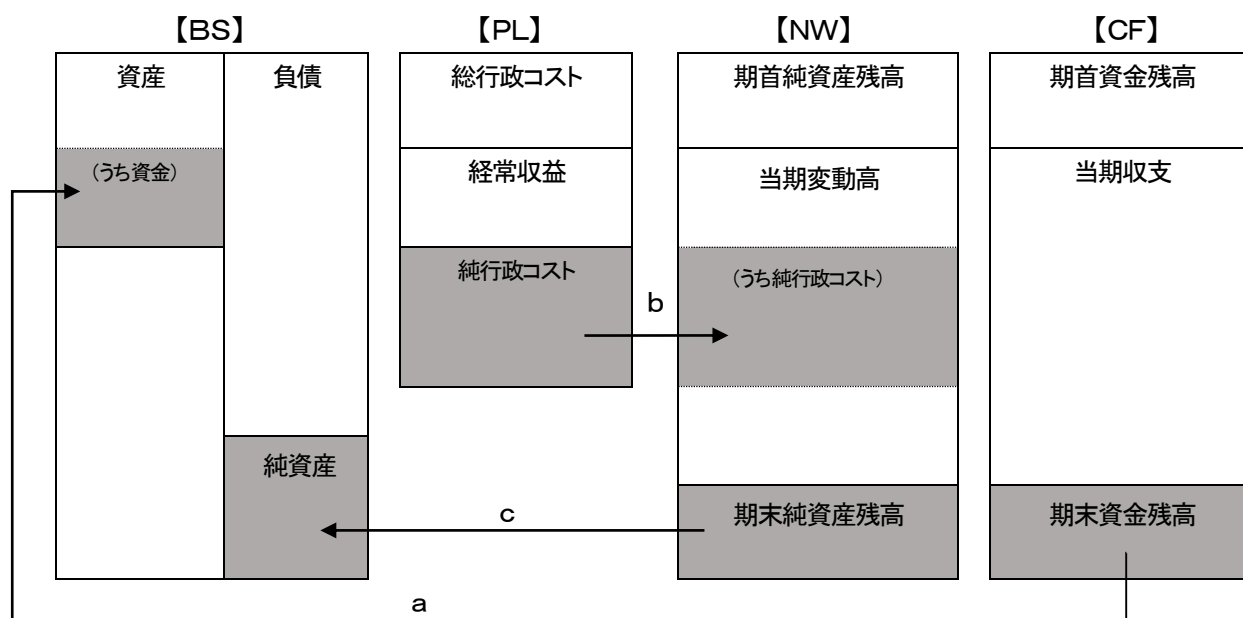 【BS】 【PL】 【NW】 【CF】
資産 負債 総行政コスト 期首純資産残高 期首資金残高
(うち資金) 経常収益 当期変動高 当期収支
純行政コスト (うち純行政コスト)
b
純資産 期末純資産残高 期末資金残高
c
a